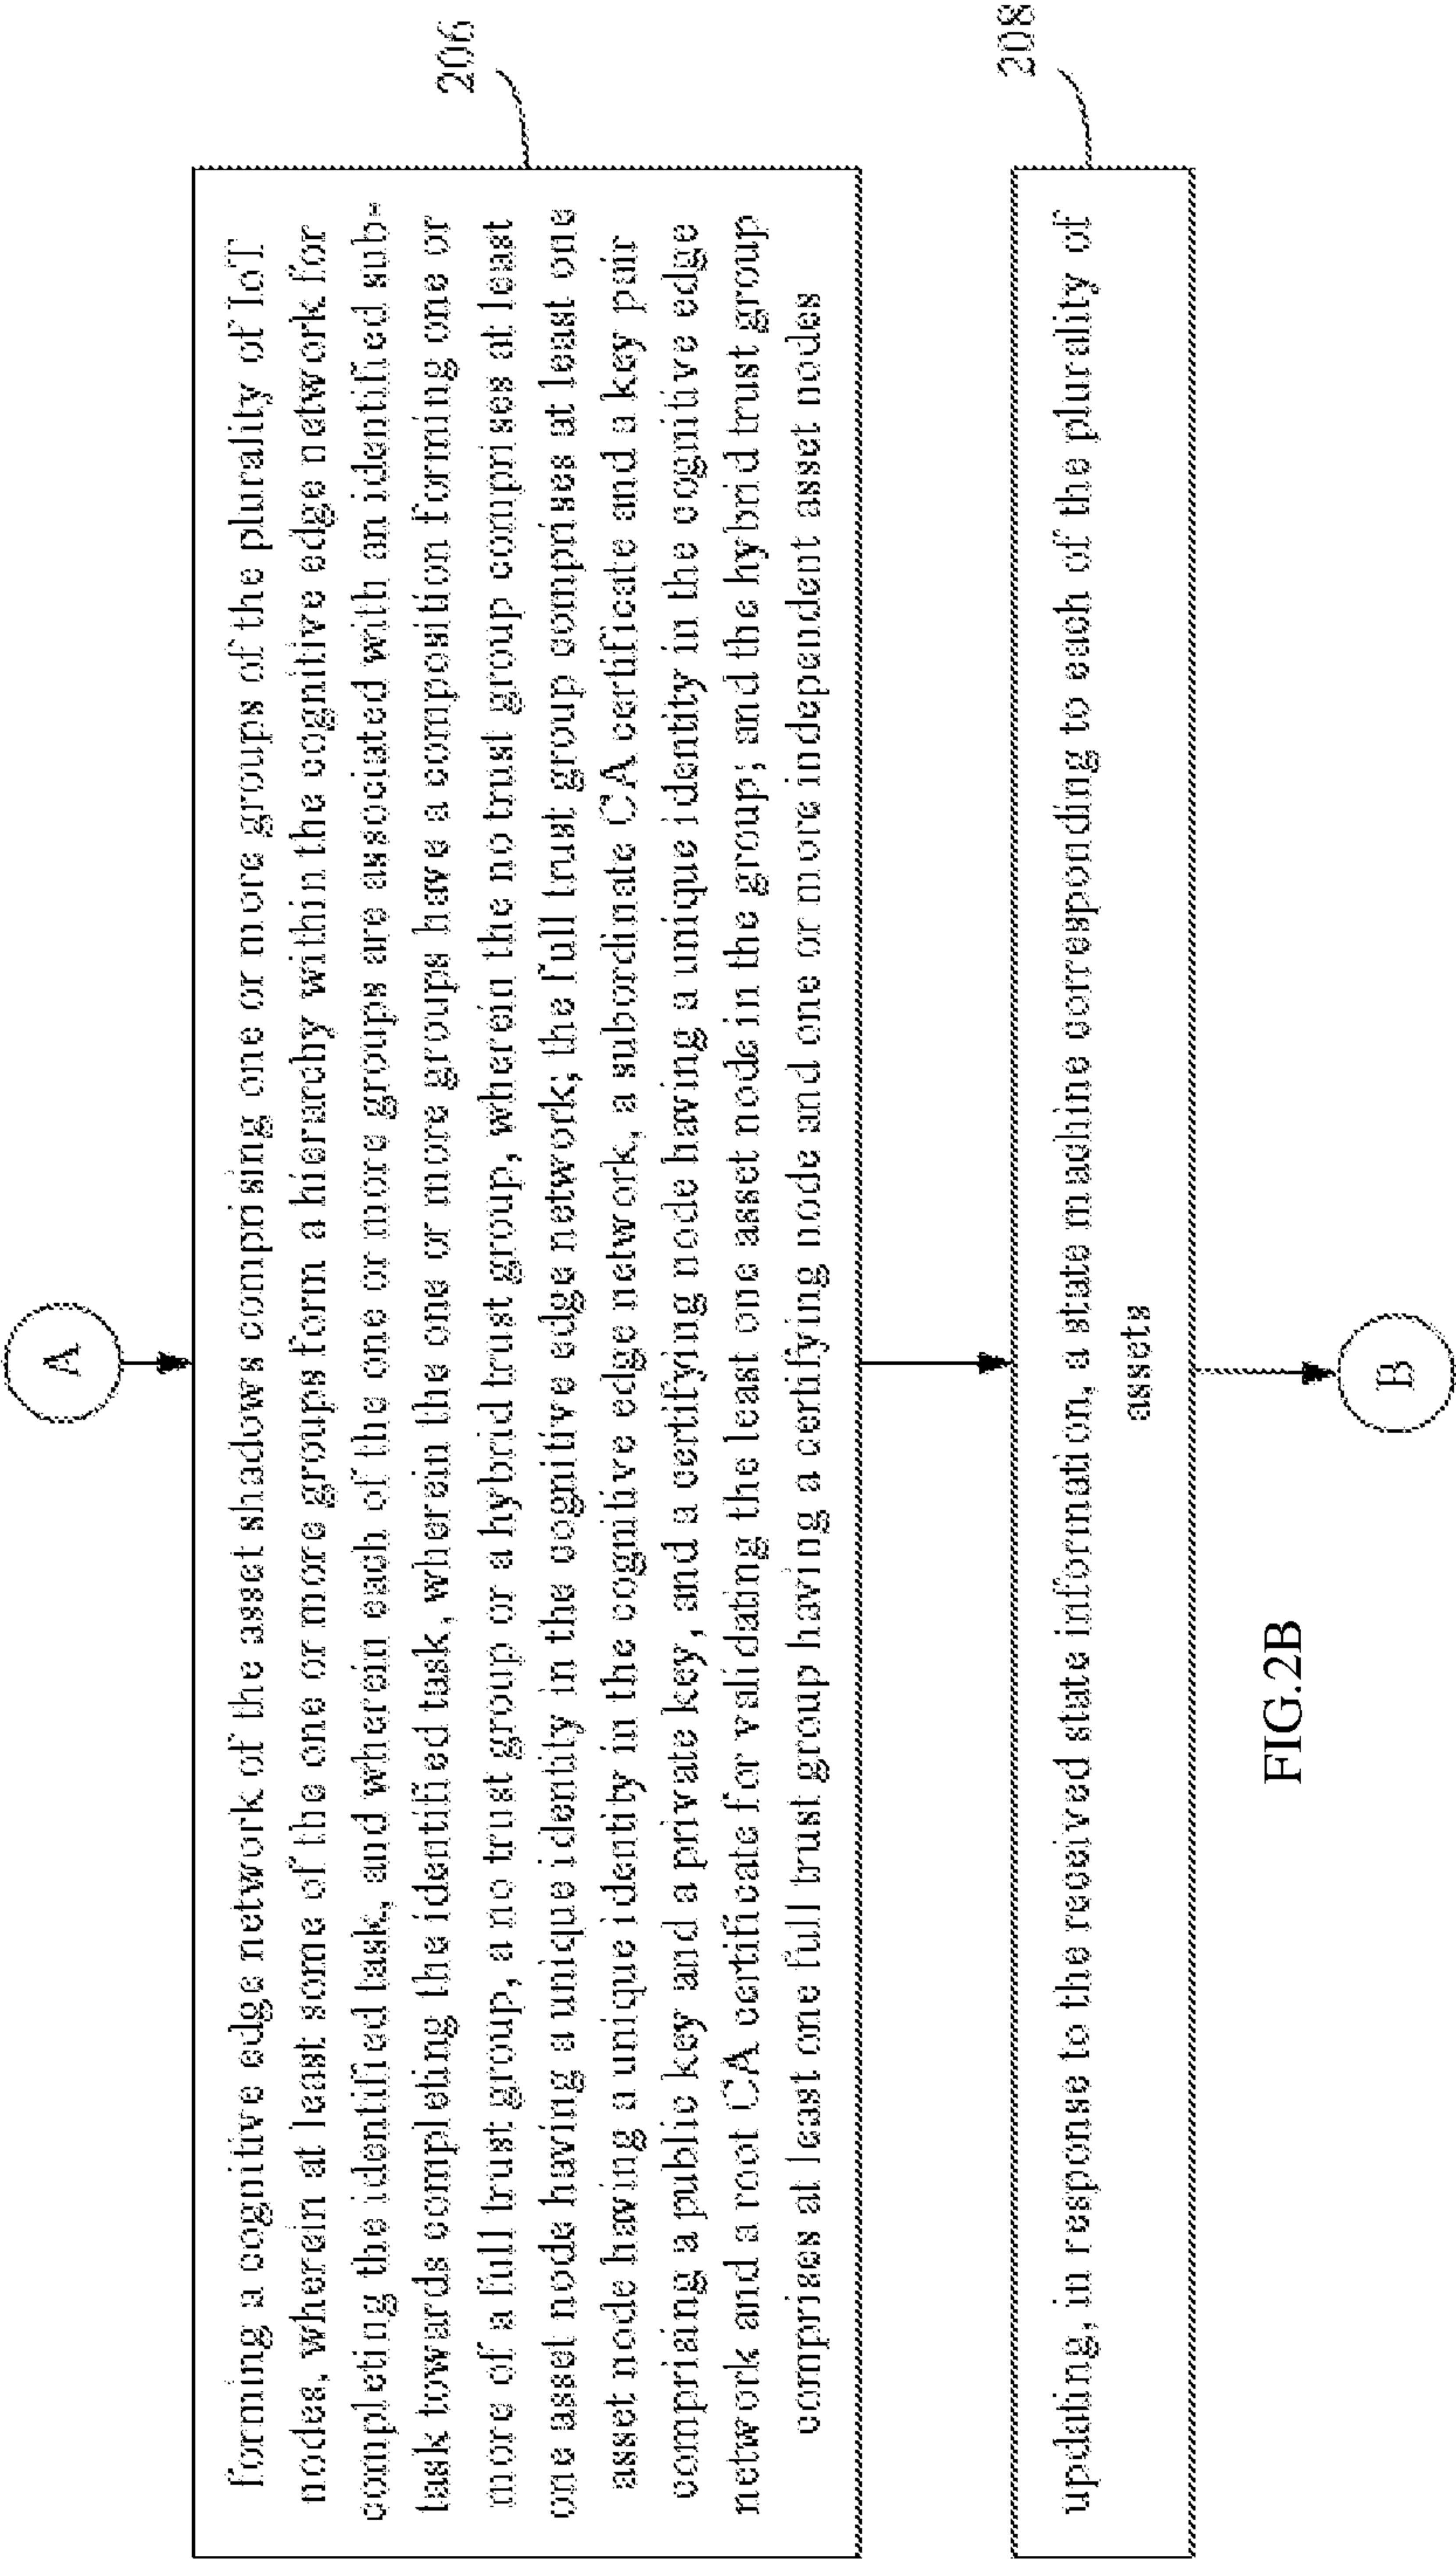 A
206
forming a cognitive edge network of the asset shadows comprising one or more groups of the plurality of IoT
nodes, wherein at least some of the one or more groups form a hierarchy within the cognitive edge network for
completing the identified task, and wherein each of the one or more groups are associated with an identified sub-
task towards completing the identified task, wherein the one or more groups have a composition forming one or
more of a full trust group, a no trust group or a hybrid trust group, wherein the no trust group comprises at least
one asset node having a unique identity in the cognitive edge network; the full trust group comprises at least one
asset node having a unique identity in the cognitive edge network, a subordinate CA certificate and a key pair
comprising a public key and a private key, and a certifying node having a unique identity in the cognitive edge
network and a root CA certificate for validating the least one asset node in the group; and the hybrid trust group
comprises at least one full trust group having a certifying node and one or more independent asset nodes
208
updating, in response to the received state information, a state machine corresponding to each of the plurality of
assets
B
FIG.2B